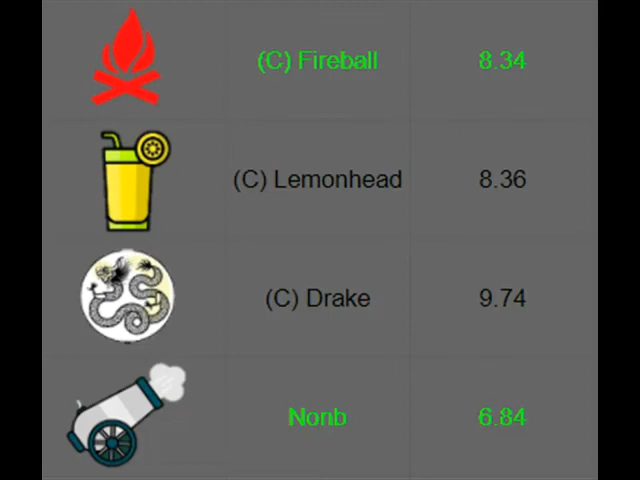 (C) Fireball 8.34
(C) Lemonhead 8.36
(C) Drake 9.74
Nonb 6.84